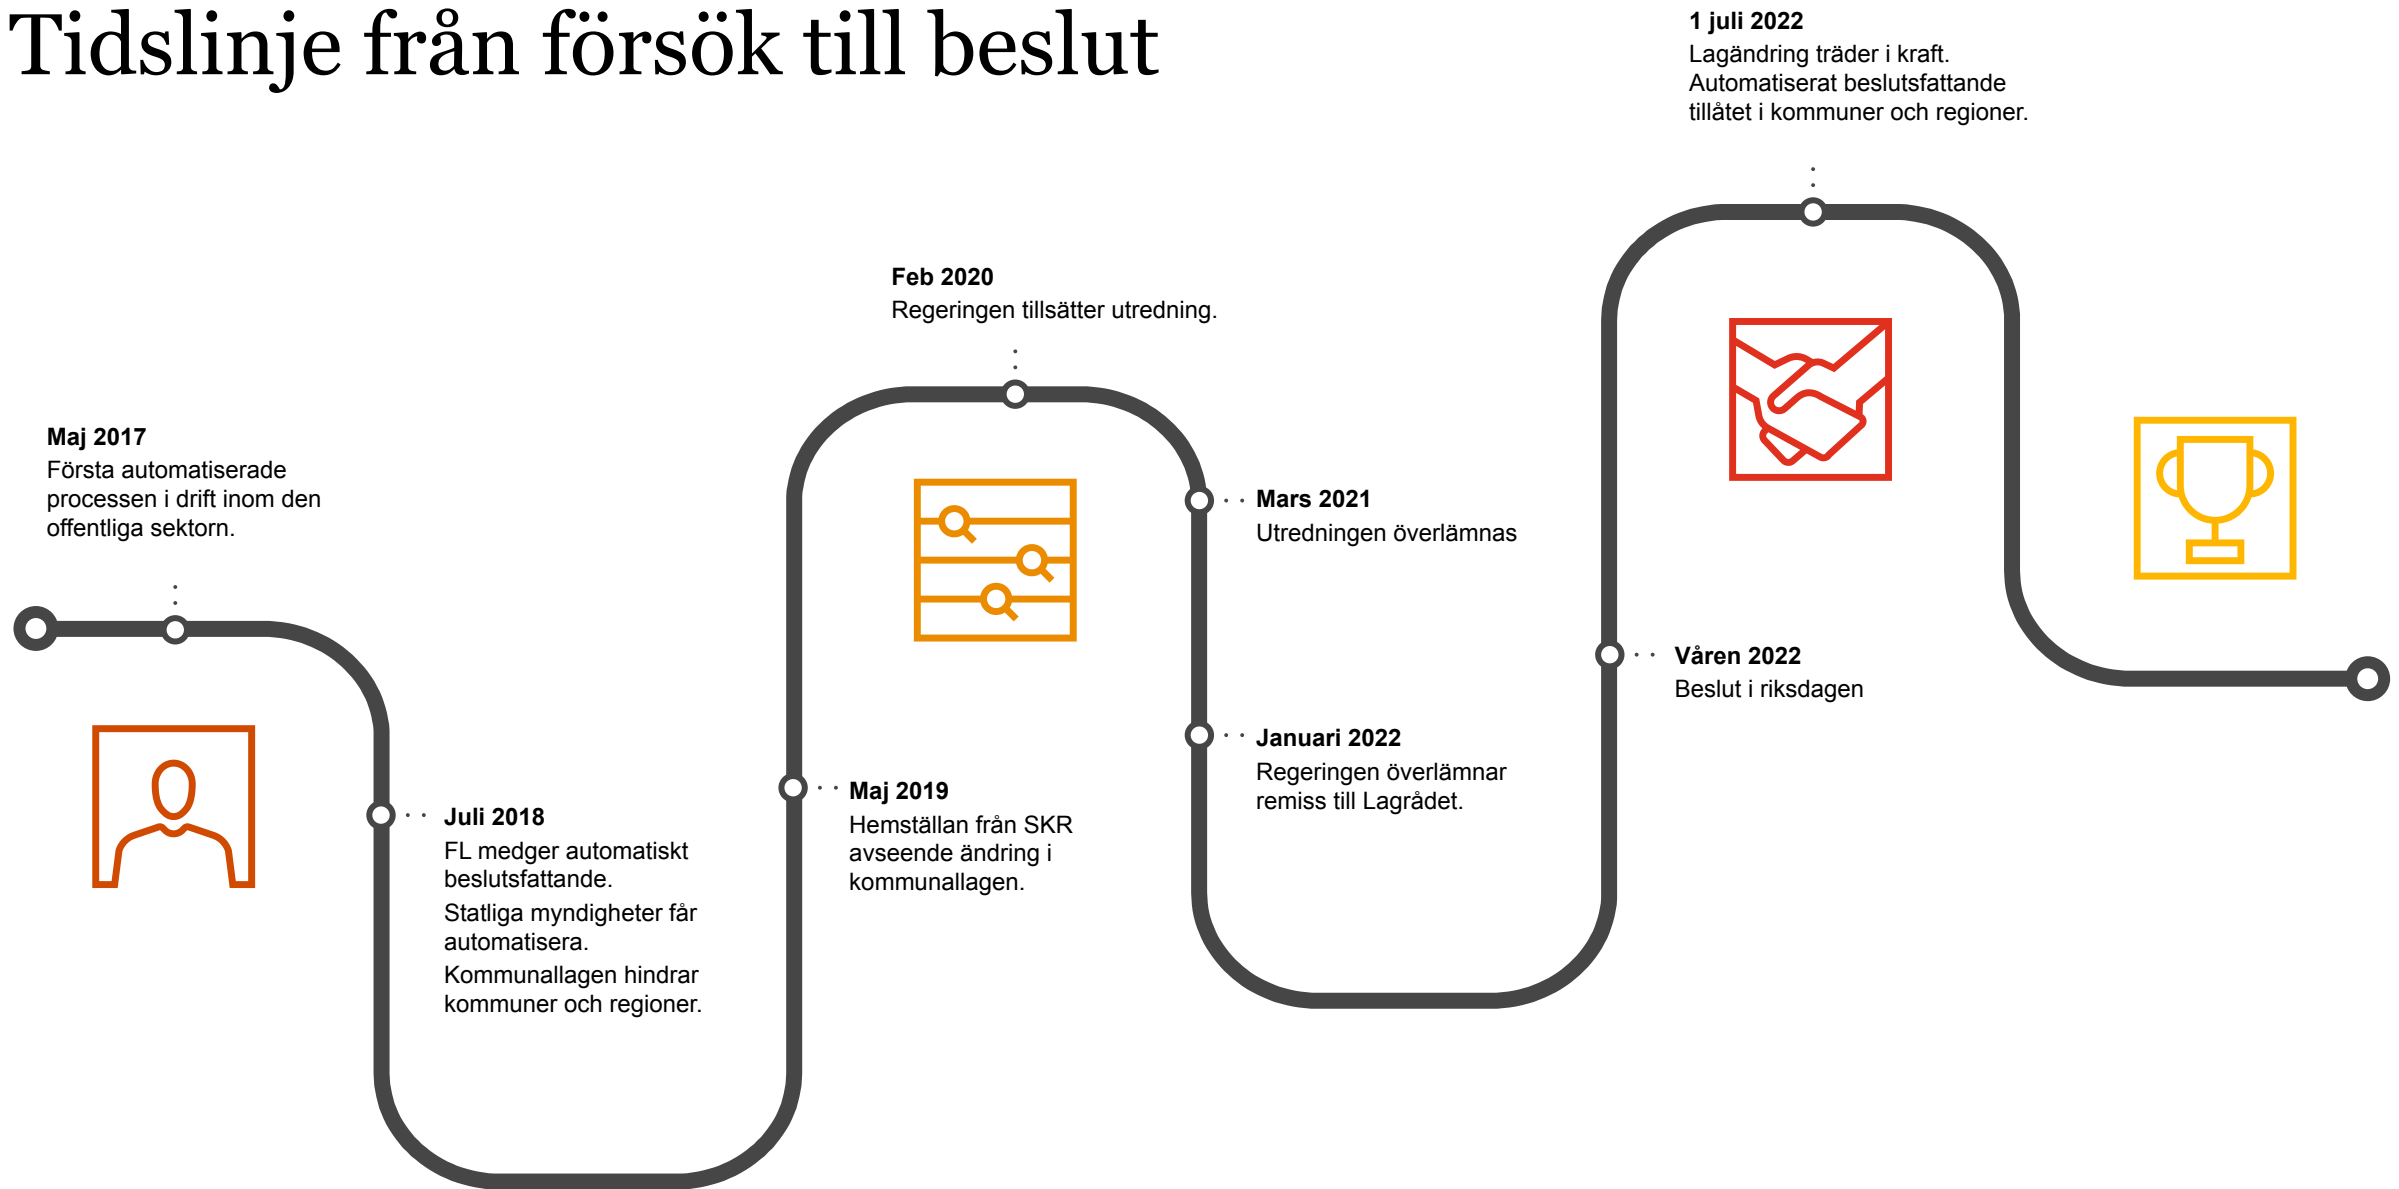 Tidslinje från försök till beslut
Maj 2017
Första automatiserade
processen i drift inom den
offentliga sektorn.
Juli 2018
FL medger automatiskt
beslutsfattande.
Statliga myndigheter får
automatisera.
Kommunallagen hindrar
kommuner och regioner.
Maj 2019
Hemställan från SKR
avseende ändring i
kommunallagen.
Feb 2020
Regeringen tillsätter utredning.
Mars 2021
Utredningen överlämnas
Januari 2022
Regeringen överlämnar
remiss till Lagrådet.
Våren 2022
Beslut i riksdagen
1 juli 2022
Lagändring träder i kraft.
Automatiserat beslutsfattande
tillåtet i kommuner och regioner.